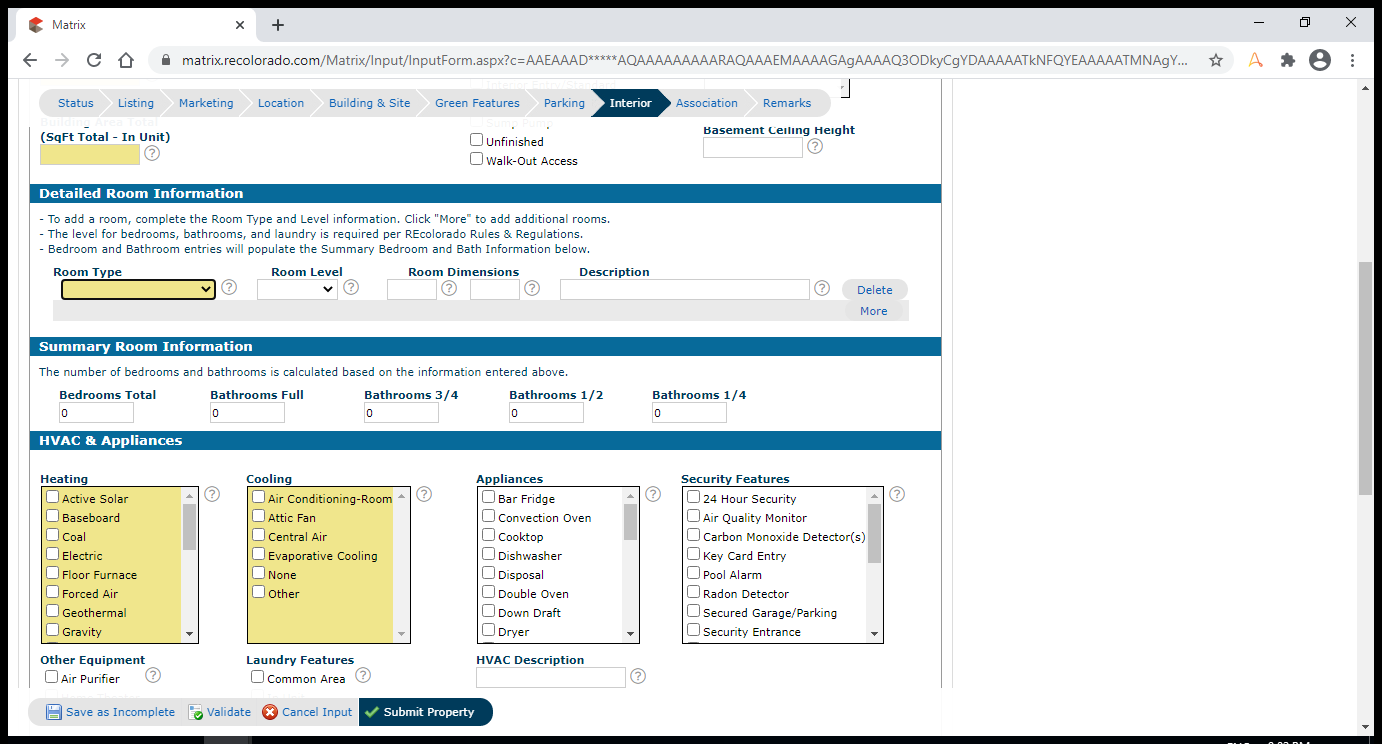 Matrix
matrix.recolorado.com/Matrix/Input/InputForm.aspx?c=AAEAAAD*****AQAAAAAAAAARAQAAAEMAAAAGAgAAAAQ3ODkyCgYDAAAAATkNFQYEAAAAATMNAgY...
Status Listing Marketing Location Building & Site Green Features Parking Interior Association Remarks
Building Area Total
(SqFt Total - In Unit)
Sump Pump
Unfinished
Walk-Out Access
Basement Ceiling Height
Detailed Room Information
- To add a room, complete the Room Type and Level information. Click "More" to add additional rooms.
- The level for bedrooms, bathrooms, and laundry is required per REcolorado Rules & Regulations.
- Bedroom and Bathroom entries will populate the Summary Bedroom and Bath Information below.
Room Type Room Level Room Dimensions Description
Delete
More
Summary Room Information
The number of bedrooms and bathrooms is calculated based on the information entered above.
Bedrooms Total Bathrooms Full Bathrooms 3/4 Bathrooms 1/2 Bathrooms 1/4
0 0 0 0 0
HVAC & Appliances
Heating
Active Solar
Baseboard
Coal
Electric
Floor Furnace
Forced Air
Geothermal
Gravity
Cooling
Air Conditioning-Room
Attic Fan
Central Air
Evaporative Cooling
None
Other
Appliances
Bar Fridge
Convection Oven
Cooktop
Dishwasher
Disposal
Double Oven
Down Draft
Dryer
Security Features
24 Hour Security
Air Quality Monitor
Carbon Monoxide Detector(s)
Key Card Entry
Pool Alarm
Radon Detector
Secured Garage/Parking
Security Entrance
Other Equipment
Air Purifier
Laundry Features
Common Area
HVAC Description
Save as Incomplete Validate Cancel Input Submit Property